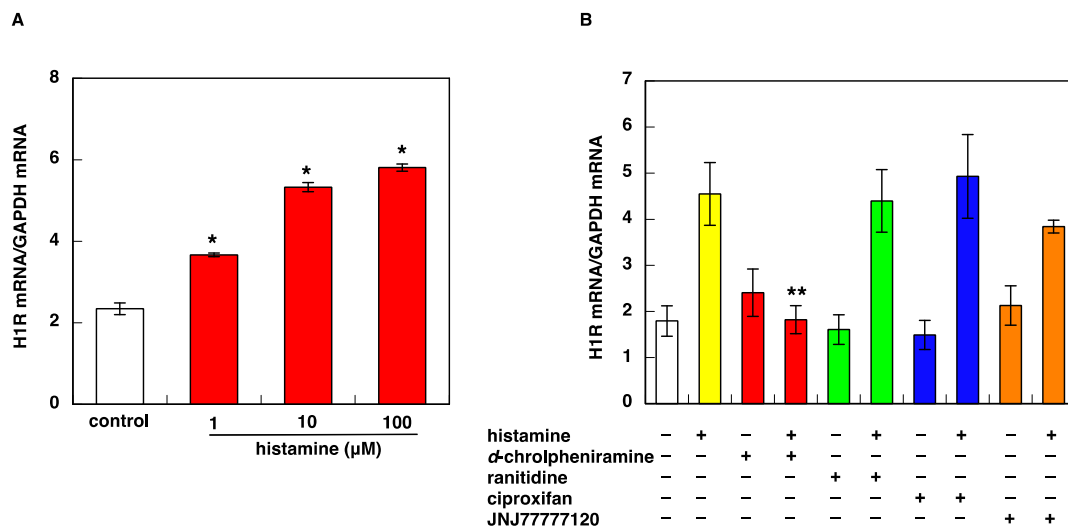 A
H1R mRNA/GAPDH mRNA
8
6
4
2
0
*
*
*
control
1
10
100
histamine (µM)
B
H1R mRNA/GAPDH mRNA
7
6
5
4
3
2
1
0
**
histamine – + – + – + – + – +
d-chrolpheniramine – – + + – – – – – –
ranitidine – – – – + + – – – –
ciproxifan – – – – – – + + – –
JNJ77777120 – – – – – – – – + +